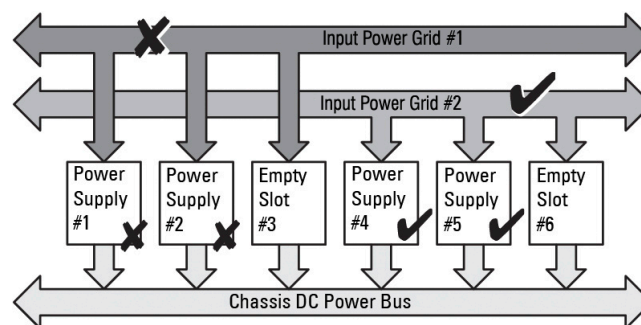 Input Power Grid #1
Input Power Grid #2
Power
Supply
#1
Power
Supply
#2
Empty
Slot
#3
Power
Supply
#4
Power
Supply
#5
Empty
Slot
#6
Chassis DC Power Bus